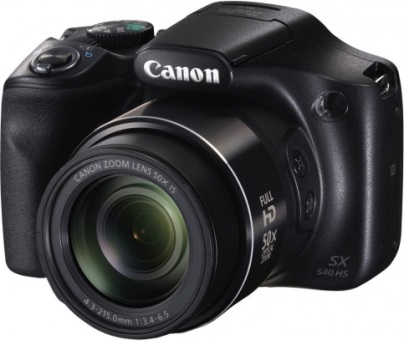 Canon
CANON ZOOM LENS 50X IS
4.3-215.0mm 1:3.4-6.5
FULL
HD
50x
SX
540 HS